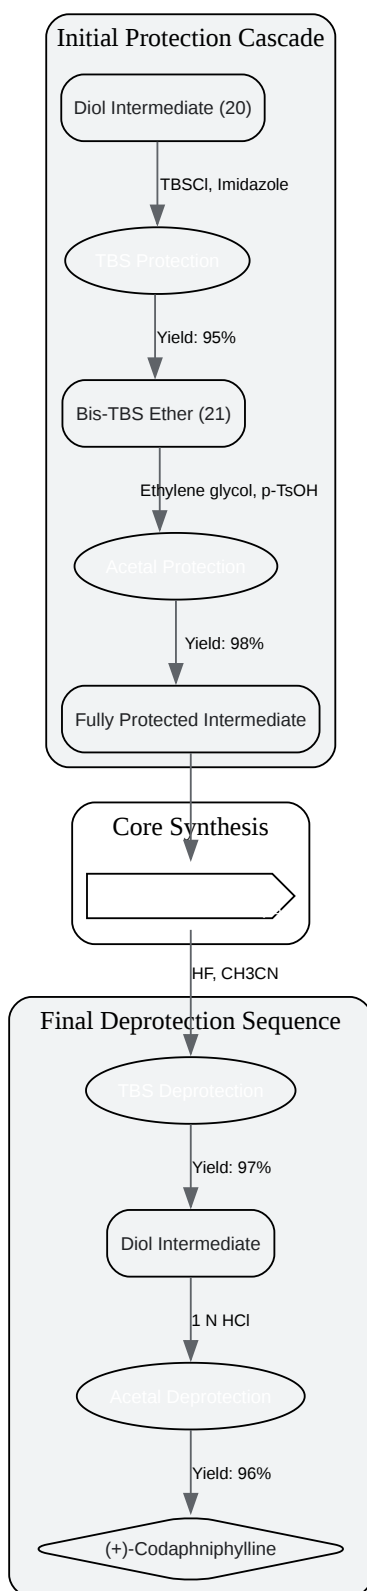 Initial Protection Cascade
Diol Intermediate (20)
TBSCl, Imidazole
TBS Protection
Yield: 95%
Bis-TBS Ether (21)
Ethylene glycol, p-TsOH
Acetal Protection
Yield: 98%
Fully Protected Intermediate
Core Synthesis
HF, CH3CN
Final Deprotection Sequence
TBS Deprotection
Yield: 97%
Diol Intermediate
1 N HCl
Acetal Deprotection
Yield: 96%
(+)-Codaphniphylline